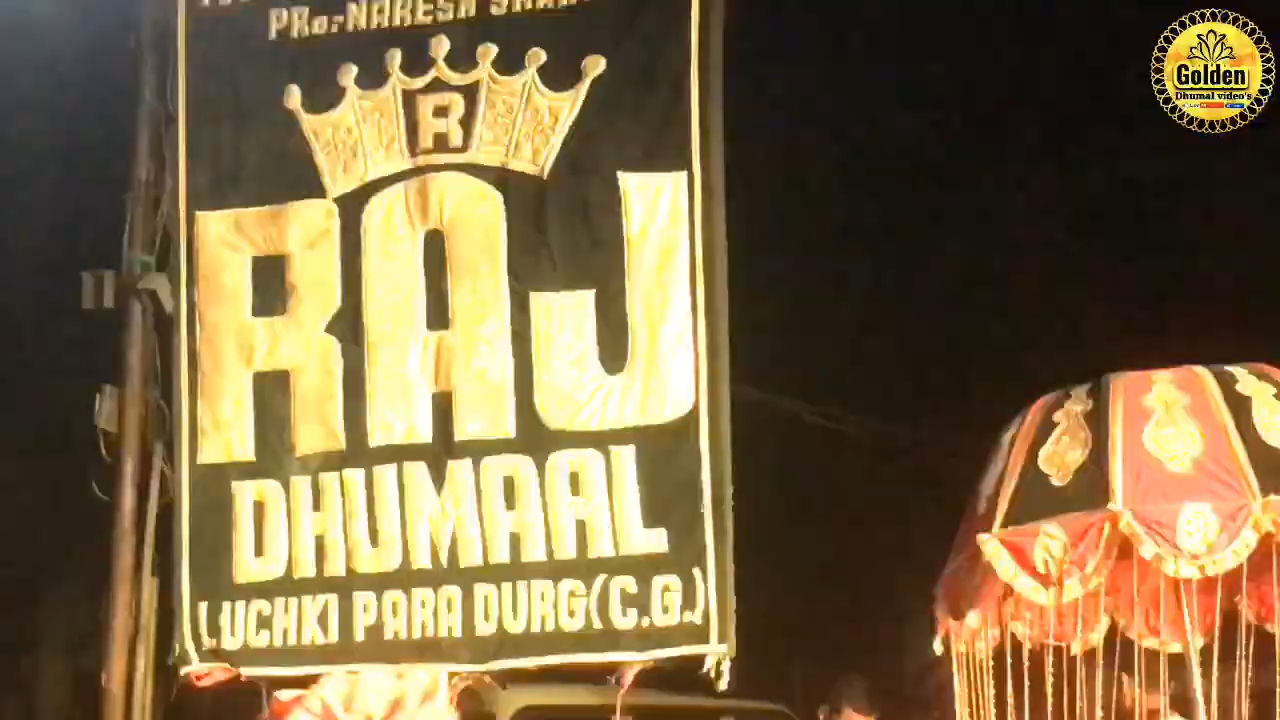 PRO:-NARESH
R
RAJ
DHUMAAL
LUCHKI PARA DURG(C.G.)
Golden
Dhumal video's